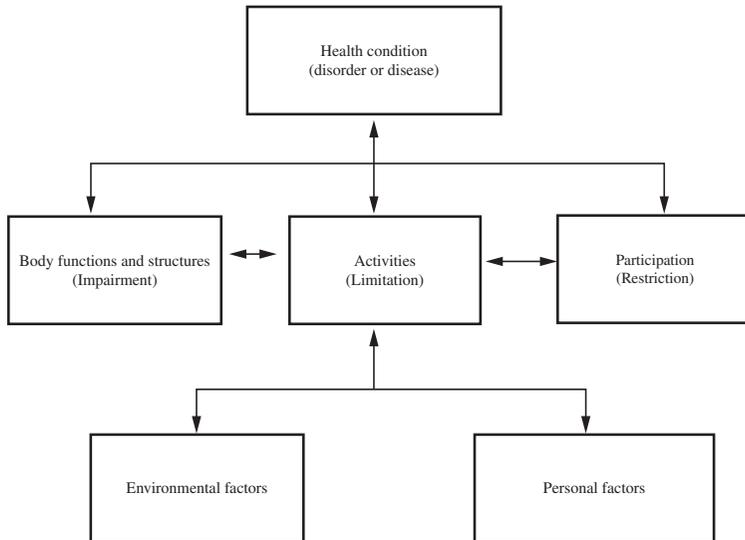 Health condition
(disorder or disease)
Body functions and structures
(Impairment)
Activities
(Limitation)
Participation
(Restriction)
Environmental factors
Personal factors